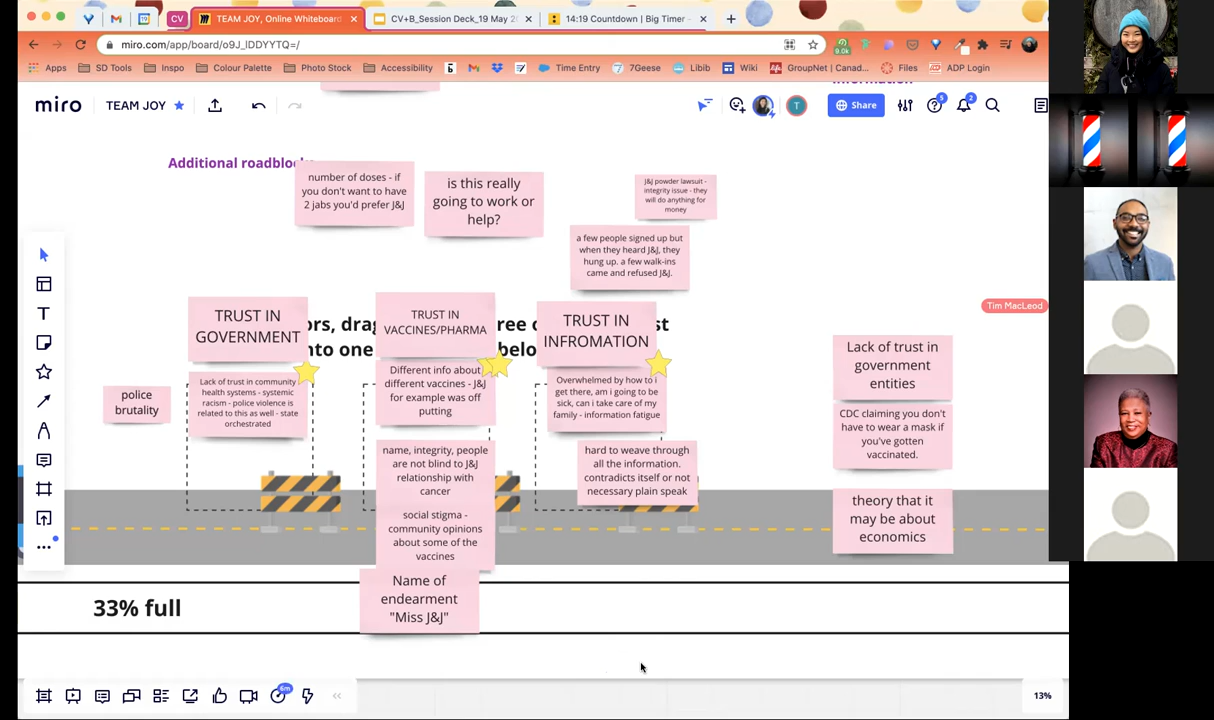 CV
TEAM JOY, Online Whiteboard
CV+B_Session Deck_19 May 2
14:19 Countdown | Big Timer -
miro.com/app/board/o9J_lDDYYTQ=/
9.0k
Apps
SD Tools
Inspo
Colour Palette
Photo Stock
Accessibility
Time Entry
7Geese
Libib
Wiki
GroupNet | Canad...
Files
ADP Login
miro
TEAM JOY
T
Share
5
2
Additional roadblocks
number of doses - if
you don't want to have
2 jabs you'd prefer J&J
is this really
going to work or
help?
J&J powder lawsuit -
integrity issue - they
will do anything for
money
a few people signed up but
when they heard J&J, they
hung up. a few walk-ins
came and refused J&J.
Tim MacLeod
TRUST IN
GOVERNMENT
TRUST IN
VACCINES/PHARMA
TRUST IN
INFROMATION
Lack of trust in community
health systems - systemic
racism - police violence is
related to this as well - state
orchestrated
police
brutality
Different info about
different vaccines - J&J
for example was off
putting
Overwhelmed by how to i
get there, am i going to be
sick, can i take care of my
family - information fatigue
name, integrity, people
are not blind to J&J
relationship with
cancer
hard to weave through
all the information.
contradicts itself or not
necessary plain speak
social stigma -
community opinions
about some of the
vaccines
Name of
endearment
"Miss J&J"
Lack of trust in
government
entities
CDC claiming you don't
have to wear a mask if
you've gotten
vaccinated.
theory that it
may be about
economics
33% full
6m
13%